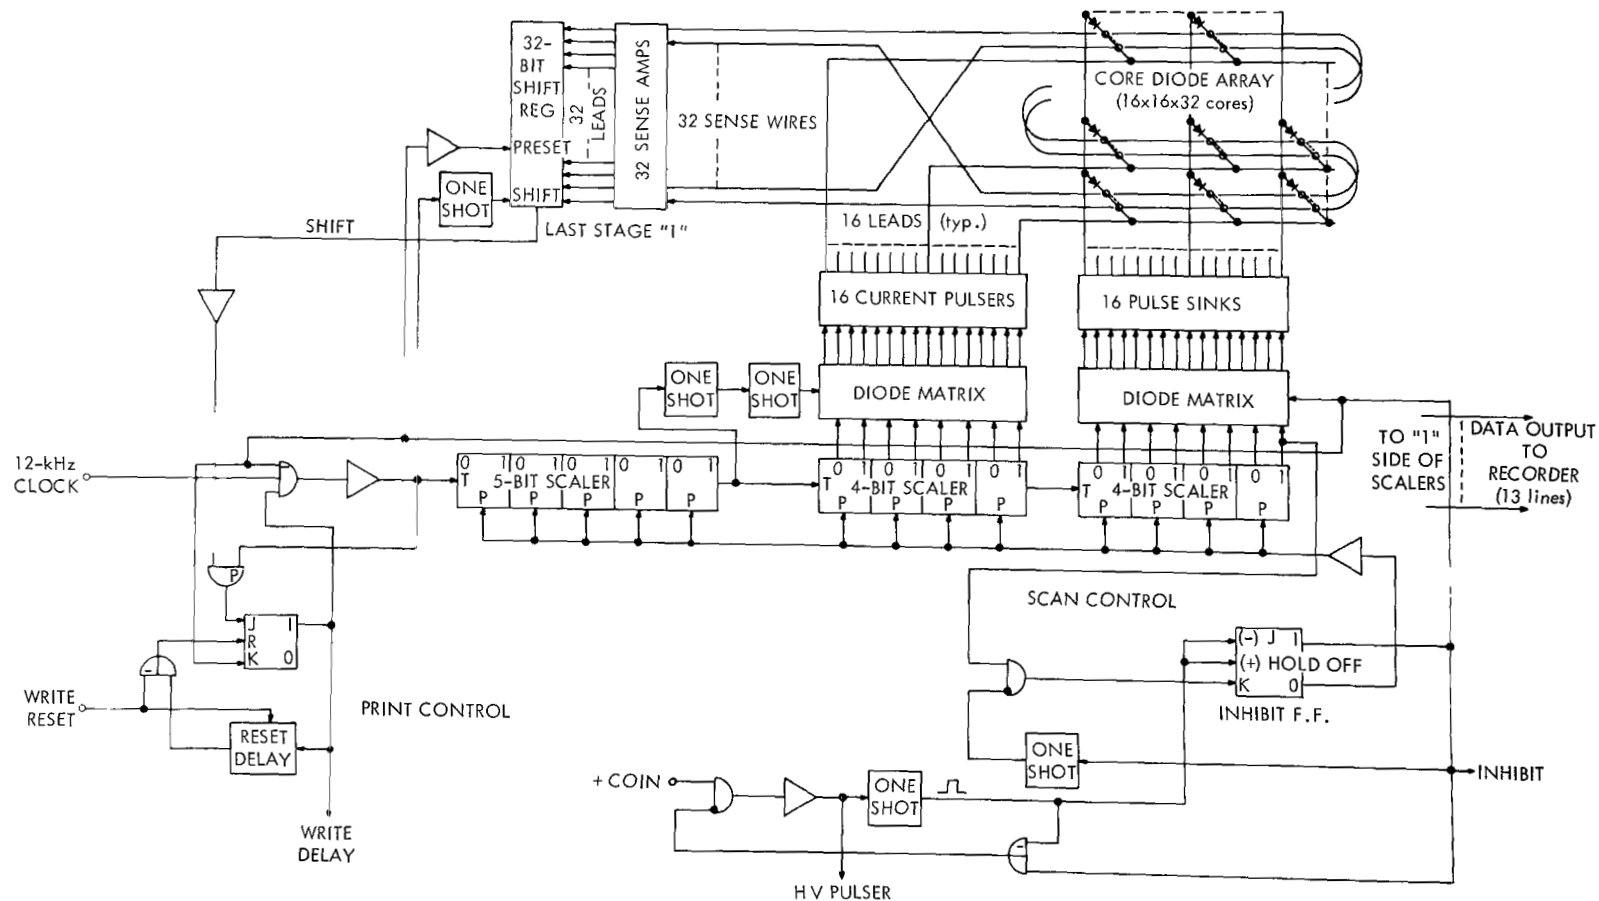 32-
BIT
SHIFT
REG
PRESET
SHIFT
32
LEADS
32 SENSE AMPS
32 SENSE WIRES
CORE DIODE ARRAY
(16x16x32 cores)
ONE
SHOT
LAST STAGE "1"
SHIFT
16 LEADS (typ.)
16 CURRENT PULSERS
16 PULSE SINKS
ONE
SHOT
ONE
SHOT
DIODE MATRIX
DIODE MATRIX
TO "1"
SIDE OF
SCALERS
DATA OUTPUT
TO
RECORDER
(13 lines)
12-kHz
CLOCK
0 1 0 1 0 1 0 1 0 1
T 5-BIT SCALER
P P P P P
0 1 0 1 0 1 0 1
T 4-BIT SCALER
P P P P
0 1 0 1 0 1 0 1
T 4-BIT SCALER
P P P P
P
J 1
R
K 0
WRITE
RESET
RESET
DELAY
PRINT CONTROL
WRITE
DELAY
SCAN CONTROL
(-) J 1
(+) HOLD OFF
K 0
INHIBIT F.F.
ONE
SHOT
INHIBIT
+ COIN
ONE
SHOT
HV PULSER